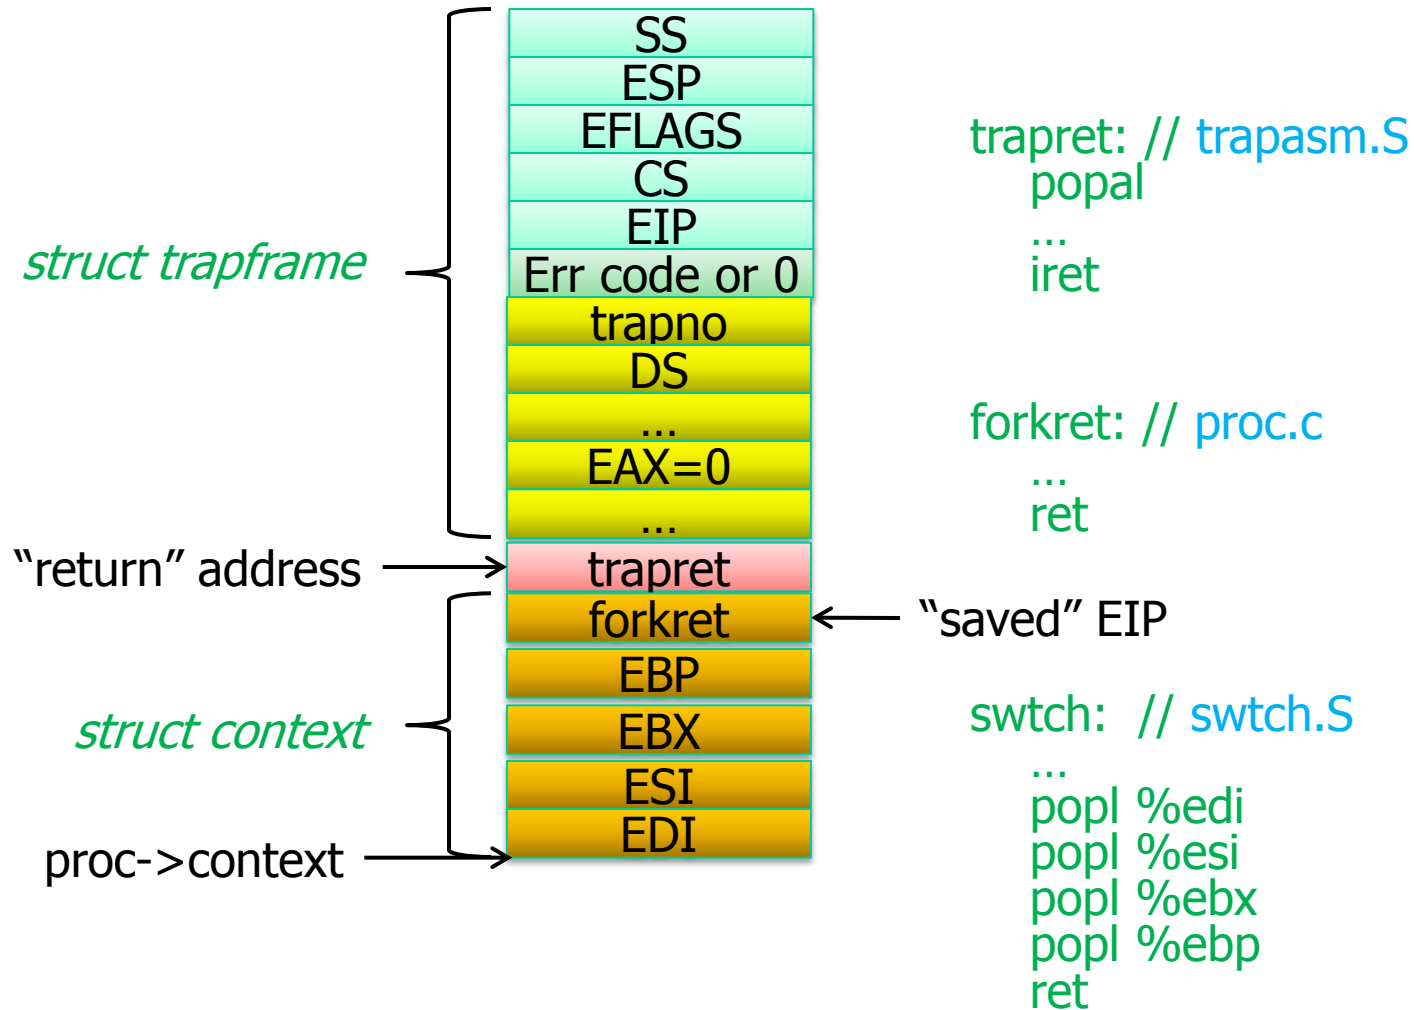 SS
ESP
EFLAGS
CS
EIP
Err code or 0
trapno
DS
...
EAX=0
...
trapret
forkret
EBP
EBX
ESI
EDI
struct trapframe
“return” address
struct context
proc->context
“saved” EIP
trapret: // trapasm.S
popal
...
iret
forkret: // proc.c
...
ret
swtch: // swtch.S
...
popl %edi
popl %esi
popl %ebx
popl %ebp
ret